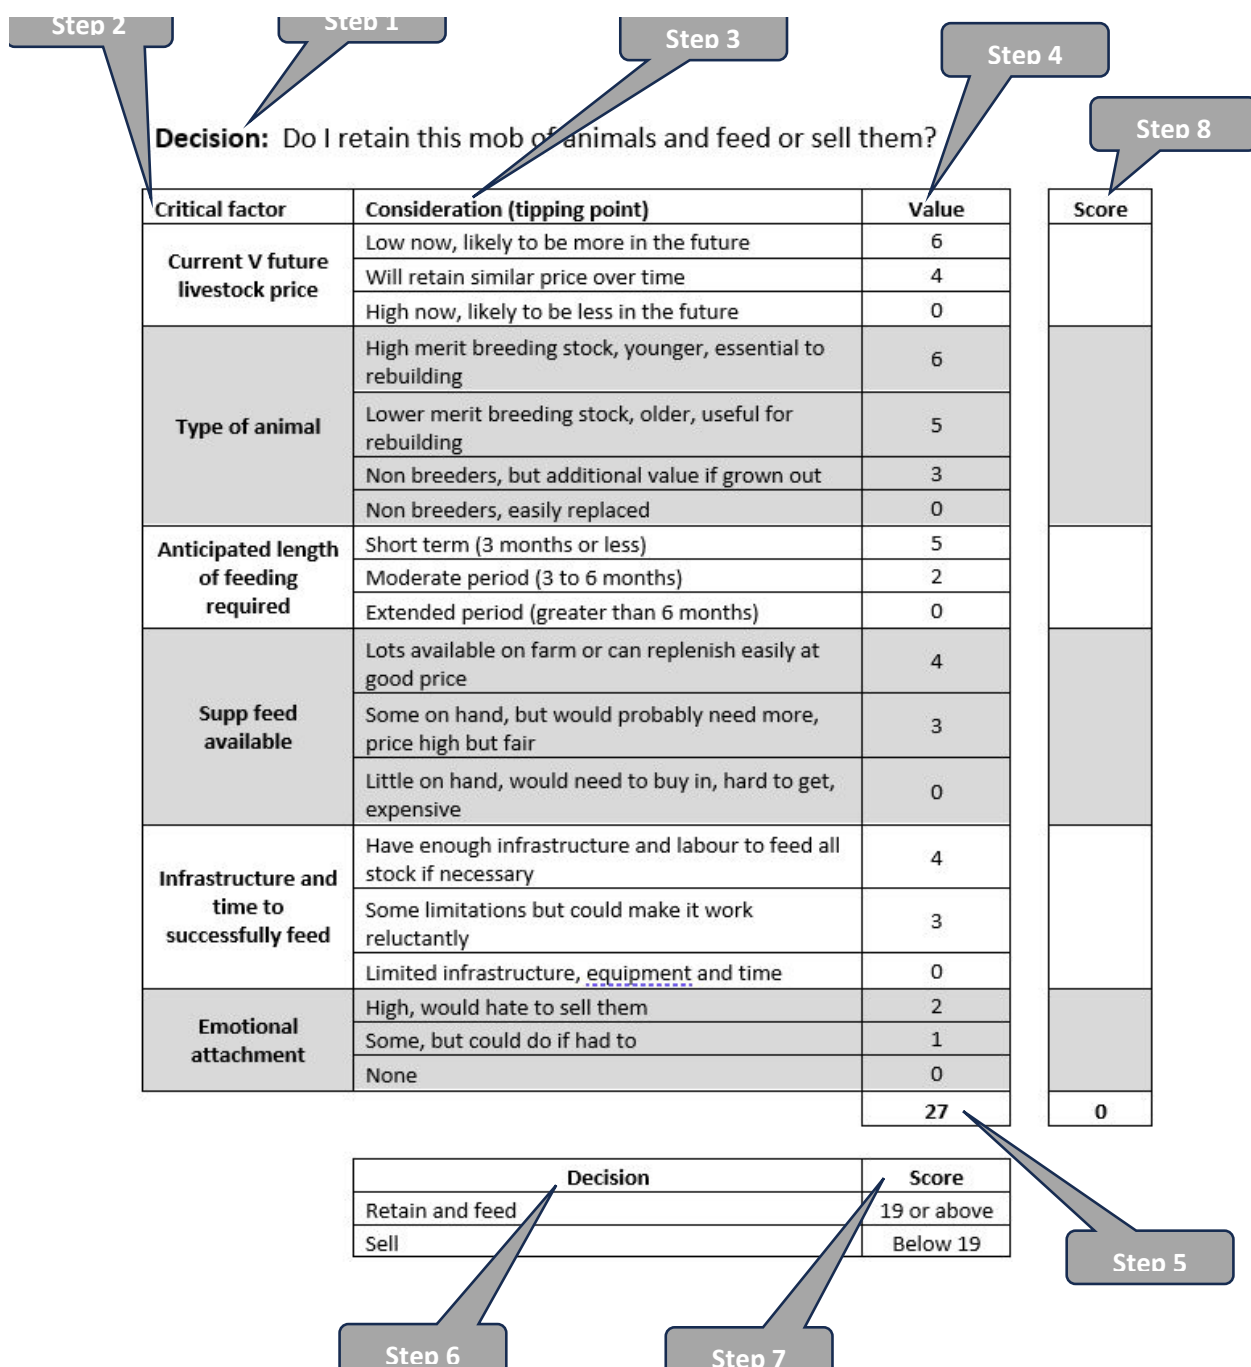 Step 2
Step 1
Step 3
Step 4
Step 8
Decision: Do I retain this mob of animals and feed or sell them?
Critical factor
Consideration (tipping point)
Value
Score
Current V future
livestock price
Low now, likely to be more in the future
6
Will retain similar price over time
4
High now, likely to be less in the future
0
Type of animal
High merit breeding stock, younger, essential to
rebuilding
6
Lower merit breeding stock, older, useful for
rebuilding
5
Non breeders, but additional value if grown out
3
Non breeders, easily replaced
0
Anticipated length
of feeding
required
Short term (3 months or less)
5
Moderate period (3 to 6 months)
2
Extended period (greater than 6 months)
0
Supp feed
available
Lots available on farm or can replenish easily at
good price
4
Some on hand, but would probably need more,
price high but fair
3
Little on hand, would need to buy in, hard to get,
expensive
0
Infrastructure and
time to
successfully feed
Have enough infrastructure and labour to feed all
stock if necessary
4
Some limitations but could make it work
reluctantly
3
Limited infrastructure, equipment and time
0
Emotional
attachment
High, would hate to sell them
2
Some, but could do if had to
1
None
0
27
0
Decision
Score
Retain and feed
19 or above
Sell
Below 19
Step 5
Step 6
Step 7